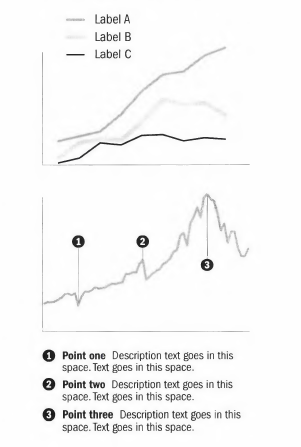 Label A
Label B
Label C
1
2
3
1 Point one Description text goes in this
space. Text goes in this space.
2 Point two Description text goes in this
space. Text goes in this space.
3 Point three Description text goes in this
space. Text goes in this space.